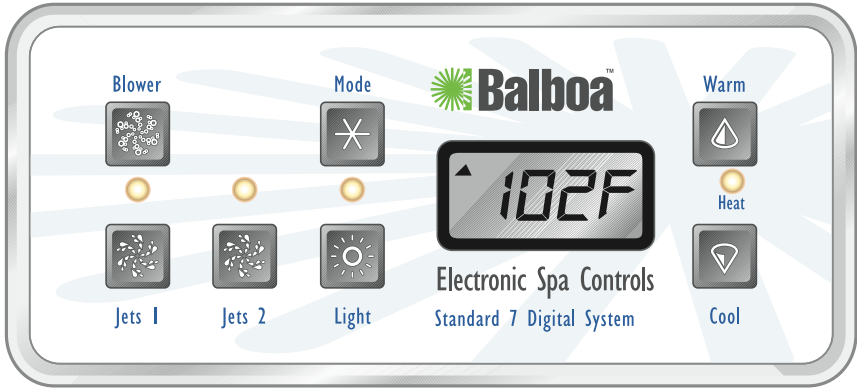 Blower
Mode
Balboa™
Warm
102F
Heat
Electronic Spa Controls
Jets 1
Jets 2
Light
Standard 7 Digital System
Cool